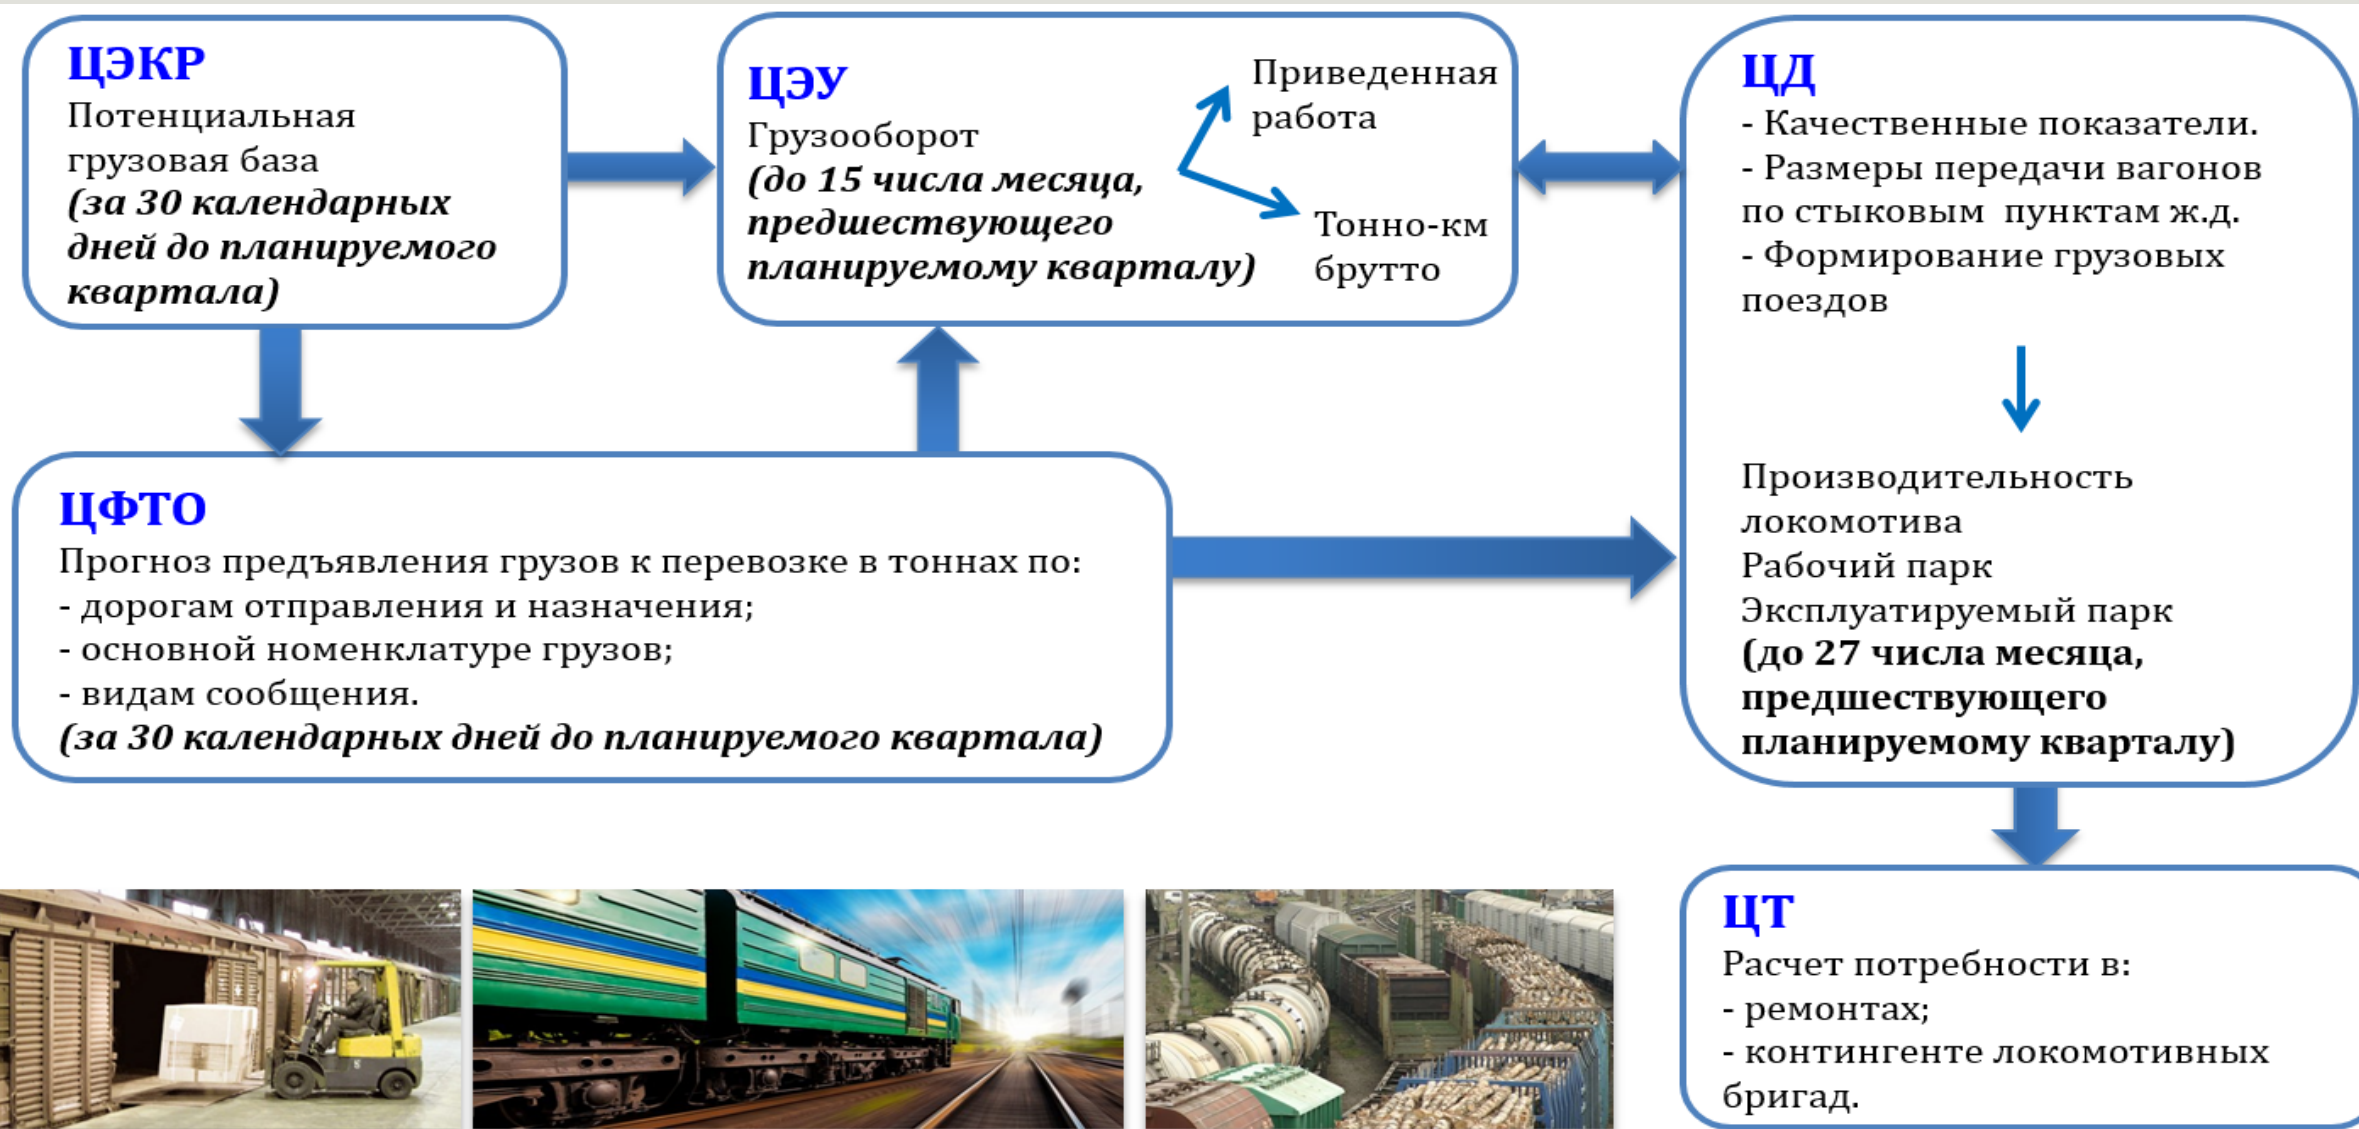 ЦЭКР
Потенциальная
грузовая база
(за 30 календарных
дней до планируемого
квартала)
ЦЭУ
Грузооборот
(до 15 числа месяца,
предшествующего
планируемому кварталу)
Приведенная
работа
Тонно-км
брутто
ЦД
- Качественные показатели.
- Размеры передачи вагонов
по стыковым пунктам ж.д.
- Формирование грузовых
поездов
Производительность
локомотива
Рабочий парк
Эксплуатируемый парк
(до 27 числа месяца,
предшествующего
планируемому кварталу)
ЦФТО
Прогноз предъявления грузов к перевозке в тоннах по:
- дорогам отправления и назначения;
- основной номенклатуре грузов;
- видам сообщения.
(за 30 календарных дней до планируемого квартала)
ЦТ
Расчет потребности в:
- ремонтах;
- контингенте локомотивных
бригад.